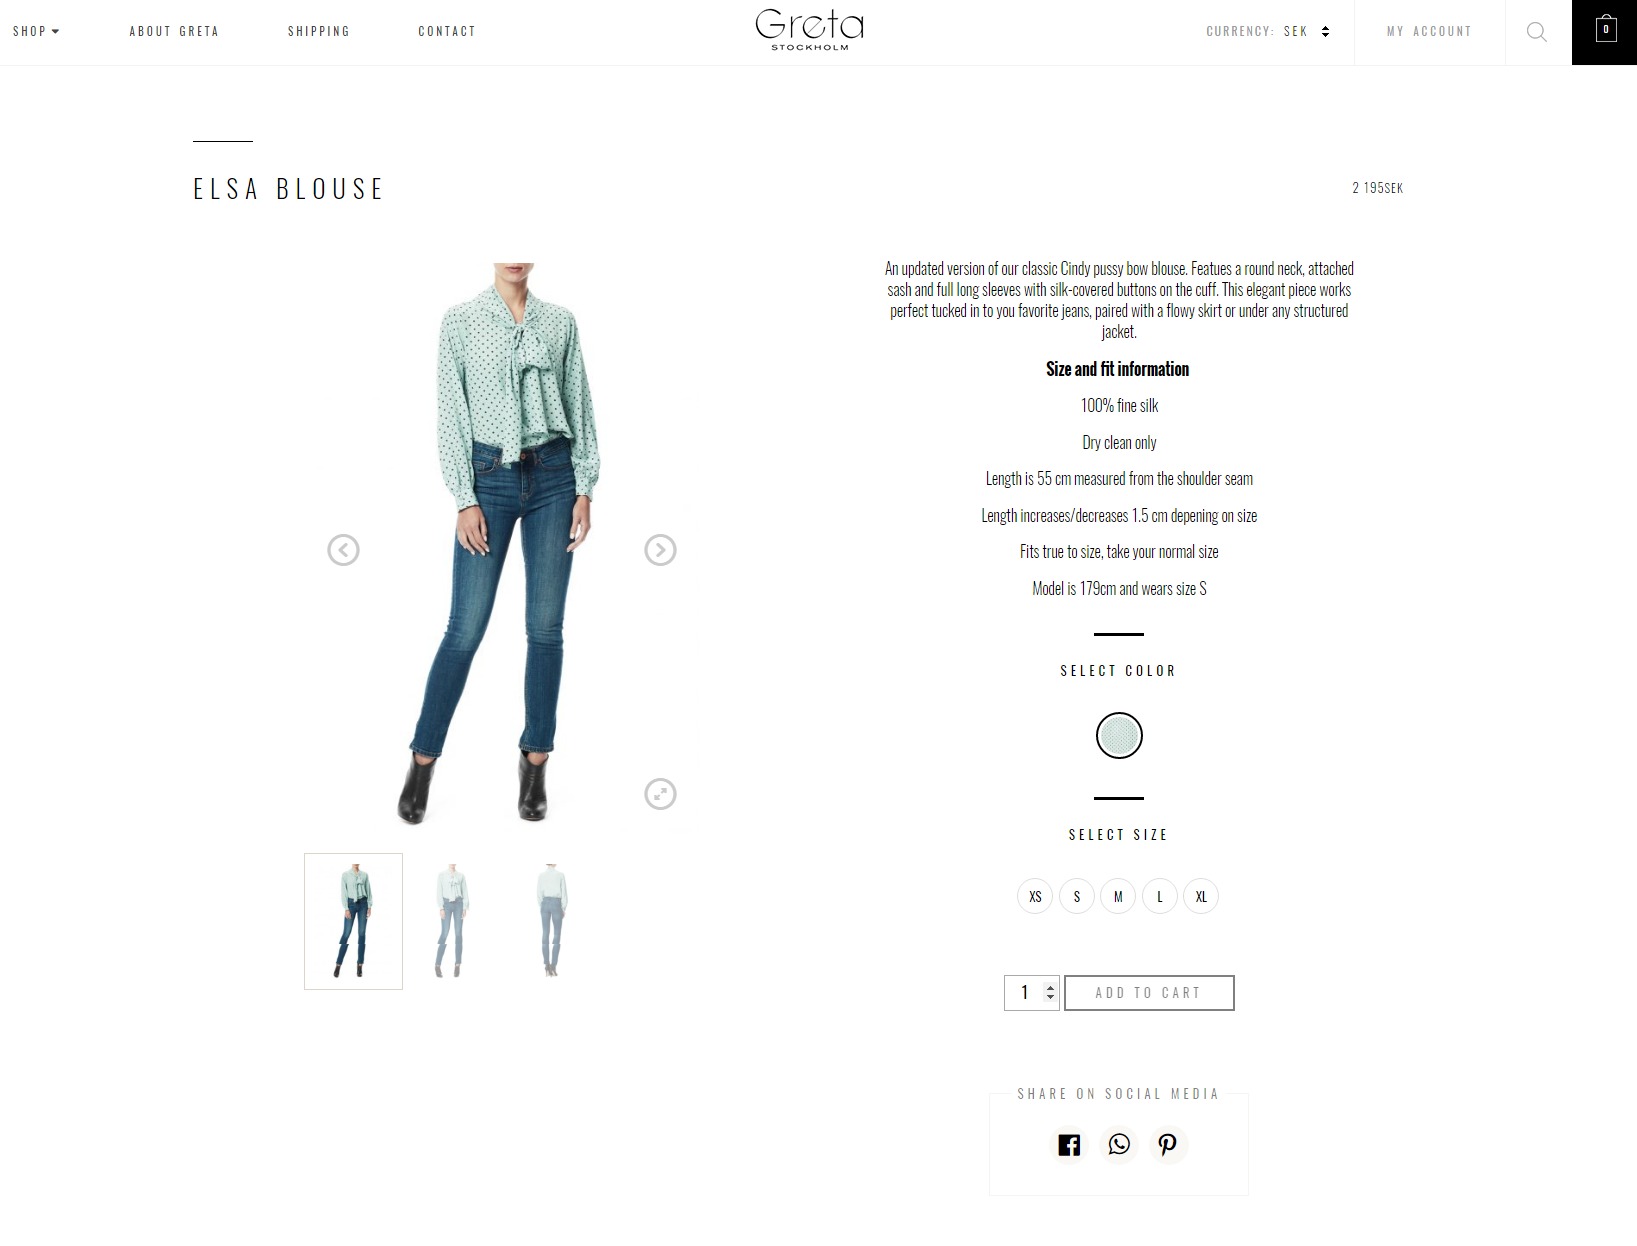 SHOP
ABOUT GRETA
SHIPPING
CONTACT
Greta
STOCKHOLM
CURRENCY: SEK
MY ACCOUNT
0
ELSA BLOUSE
2 195SEK
An updated version of our classic Cindy pussy bow blouse. Featues a round neck, attached
sash and full long sleeves with silk-covered buttons on the cuff. This elegant piece works
perfect tucked in to you favorite jeans, paired with a flowy skirt or under any structured
jacket.
Size and fit information
100% fine silk
Dry clean only
Length is 55 cm measured from the shoulder seam
Length increases/decreases 1.5 cm depening on size
Fits true to size, take your normal size
Model is 179cm and wears size S
SELECT COLOR
SELECT SIZE
XS S M L XL
1
ADD TO CART
SHARE ON SOCIAL MEDIA